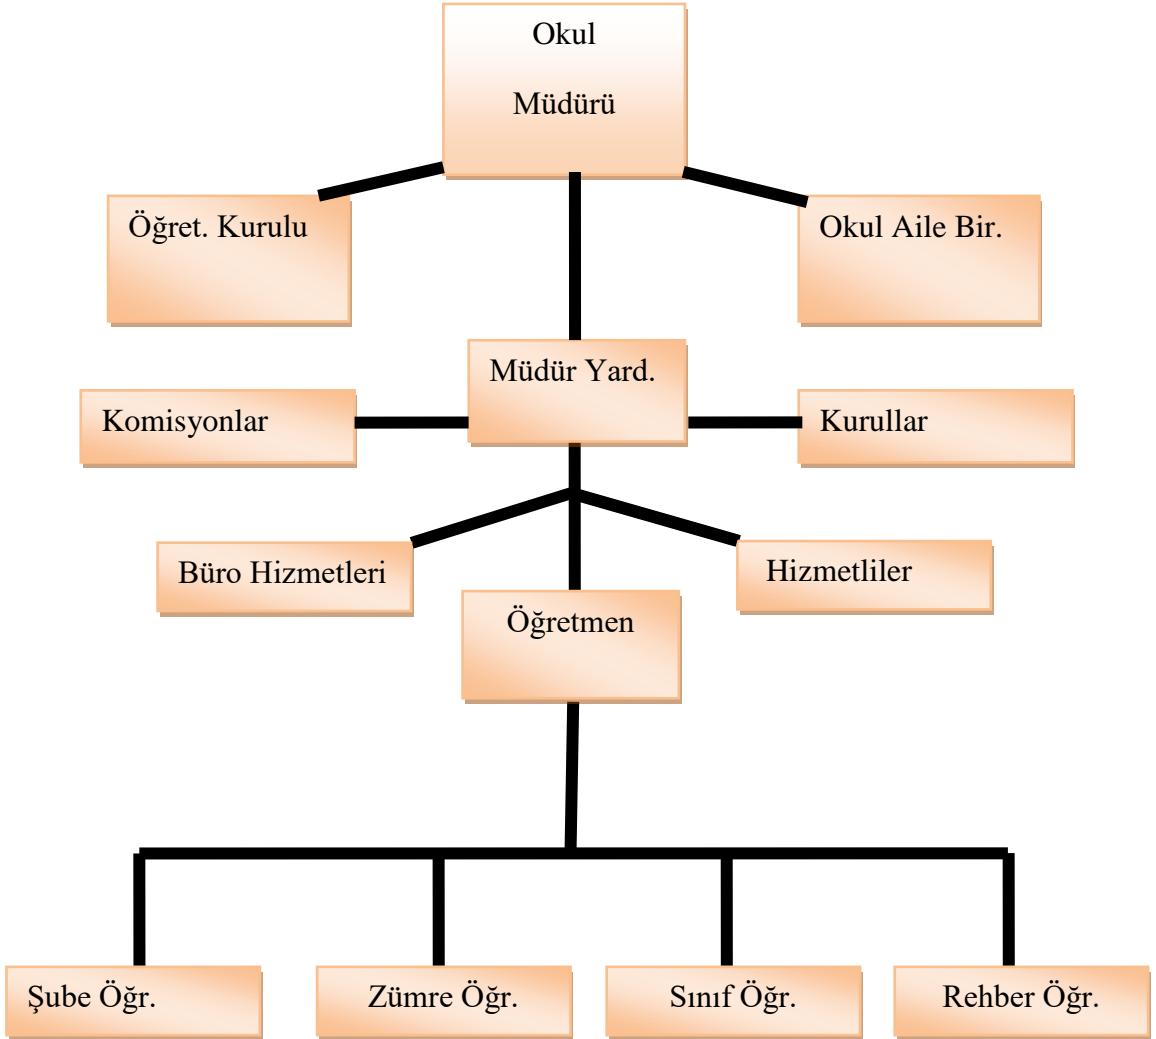 Okul
Müdürü
Öğret. Kurulu
Okul Aile Bir.
Müdür Yard.
Komisyonlar
Kurullar
Büro Hizmetleri
Hizmetliler
Öğretmen
Şube Öğr.
Zümre Öğr.
Sınıf Öğr.
Rehber Öğr.